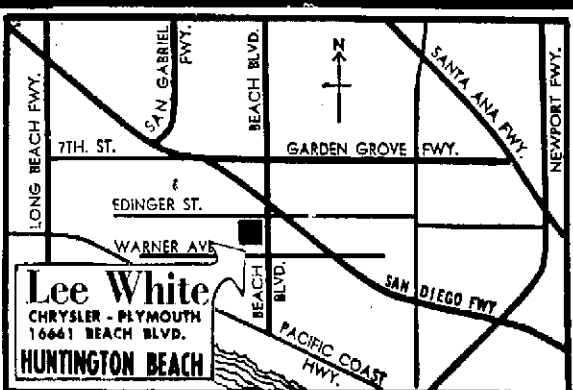 LONG BEACH FWY.
SAN GABRIEL
FWY.
BEACH BLVD.
N
SANTA ANA FWY.
NEWPORT FWY.
7TH. ST.
GARDEN GROVE FWY.
EDINGER ST.
WARNER AVE
BEACH
BLVD.
SAN DIEGO FWY
PACIFIC COAST
HWY.
Lee White
CHRYSLER - PLYMOUTH
16661 BEACH BLVD.
HUNTINGTON BEACH